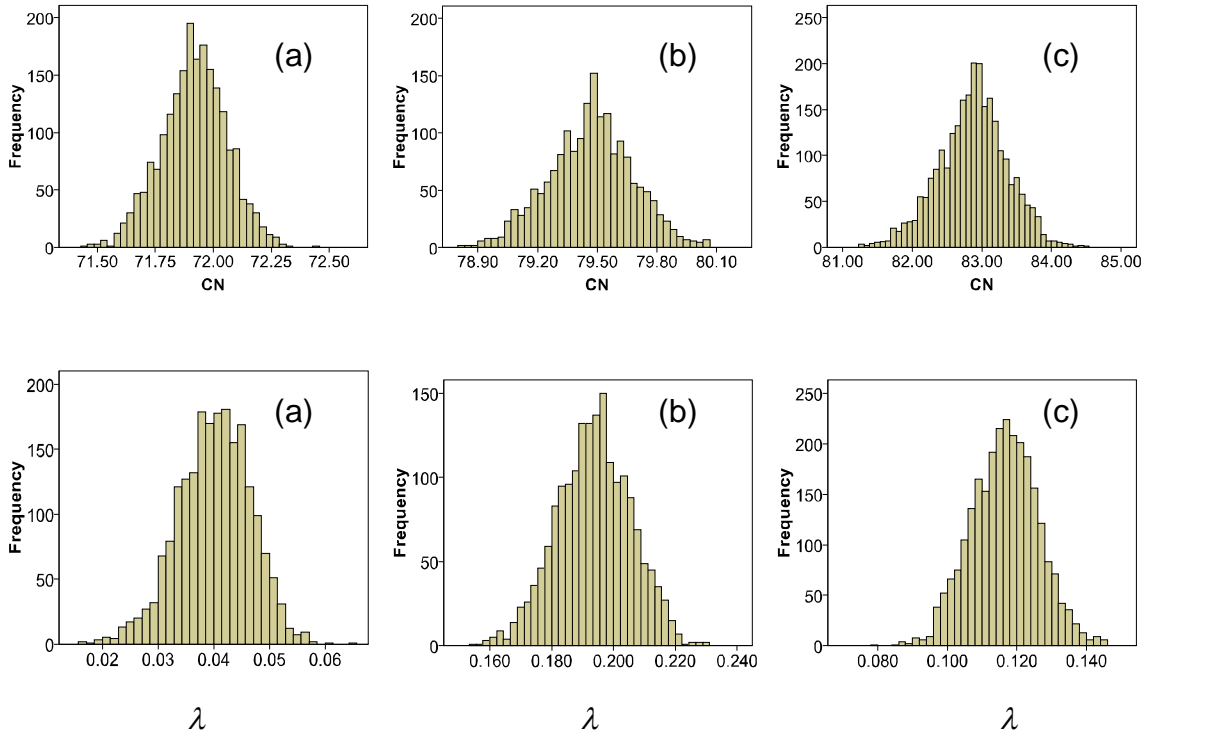 200
150
100
50
0
Frequency
(a)
71.50 71.75 72.00 72.25 72.50
CN
200
150
100
50
0
Frequency
(b)
78.90 79.20 79.50 79.80 80.10
CN
250
200
150
100
50
0
Frequency
(c)
81.00 82.00 83.00 84.00 85.00
CN
200
150
100
50
0
Frequency
(a)
0.02 0.03 0.04 0.05 0.06
λ
150
100
50
0
Frequency
(b)
0.160 0.180 0.200 0.220 0.240
λ
250
200
150
100
50
0
Frequency
(c)
0.080 0.100 0.120 0.140
λ